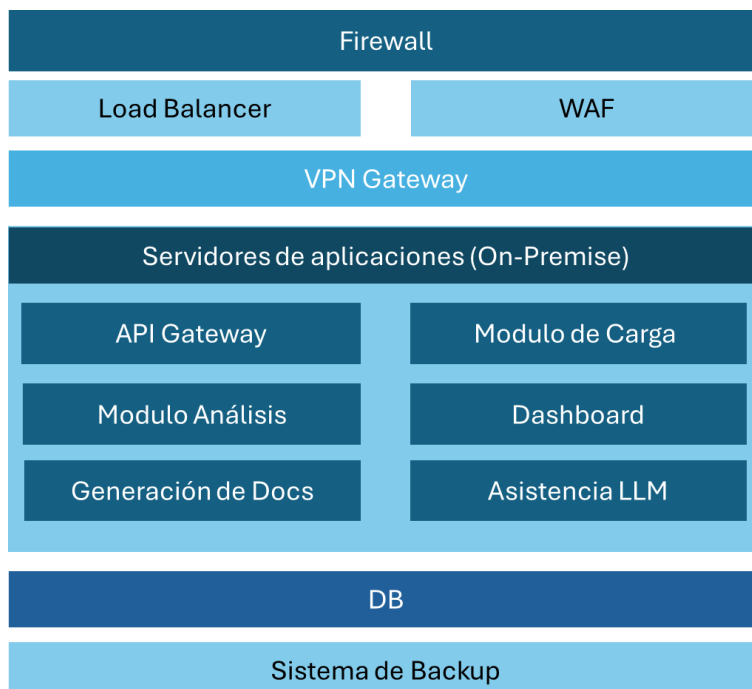 Firewall
Load Balancer
WAF
VPN Gateway
Servidores de aplicaciones (On-Premise)
API Gateway
Modulo de Carga
Modulo Análisis
Dashboard
Generación de Docs
Asistencia LLM
DB
Sistema de Backup